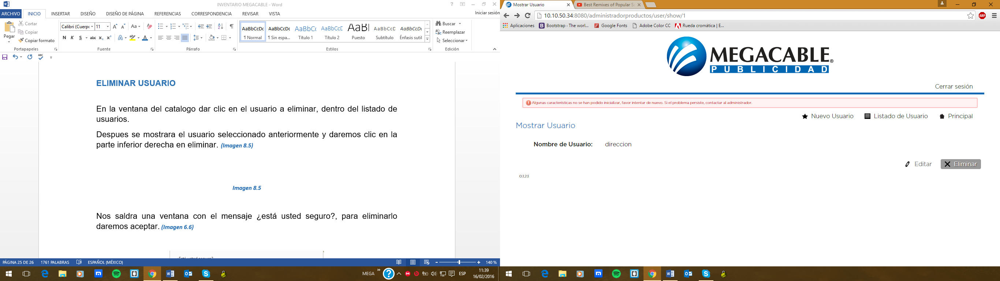 INVENTARIO MEGACABLE - Word
ARCHIVO INICIO INSERTAR DISEÑO DISEÑO DE PÁGINA REFERENCIAS CORRESPONDENCIA REVISAR VISTA Iniciar sesión
Pegar
Cortar
Copiar
Copiar formato
Portapapeles
Calibri (Cuerpo 11
Fuente
Párrafo
AaBbCcDc AaBbCcDc AaBbCc AaBbCcD AaB AaBbCcD AaBbCcDc
¶ Normal ¶ Sin espa... Título 1 Título 2 Puesto Subtítulo Énfasis sutil
Estilos
Buscar
Reemplazar
Seleccionar
Edición
ELIMINAR USUARIO
En la ventana del catalogo dar clic en el usuario a eliminar, dentro del listado de
usuarios.
Despues se mostrara el usuario seleccionado anteriormente y daremos clic en la
parte inferior derecha en eliminar. (Imagen 8.5)
Imagen 8.5
Nos saldra una ventana con el mensaje ¿está usted seguro?, para eliminarlo
daremos aceptar. (Imagen 6.6)
PÁGINA 25 DE 26 1761 PALABRAS ESPAÑOL (MÉXICO) 140 %
MEGA » ESP 11:39
16/02/2016
Mostrar Usuario Best Remixes of Popular S
10.10.50.34:8080/administradorproductos/user/show/1 ABP
Aplicaciones Bootstrap · The worl... Google Fonts Adobe Color CC Rueda cromática | E...
MEGACABLE®
PUBLICIDAD
Cerrar sesión
Algunas características no se han podido inicializar, favor intentar de nuevo. Si el problema persiste, contactar al administrador.
Nuevo Usuario Listado de Usuario Principal
Mostrar Usuario
Nombre de Usuario: direccion
Editar Eliminar
0.1.23